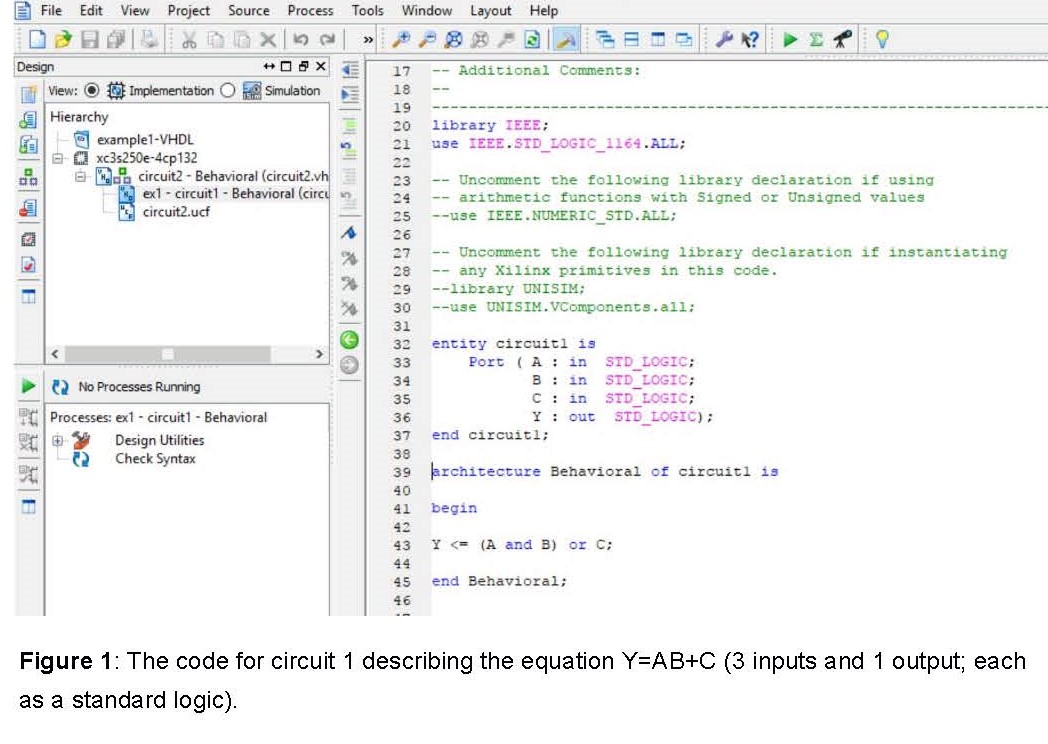 File Edit View Project Source Process Tools Window Layout Help
»
Design
View: Implementation Simulation
Hierarchy
example1-VHDL
xc3s250e-4cp132
circuit2 - Behavioral (circuit2.vh
ex1 - circuit1 - Behavioral (circu
circuit2.ucf
No Processes Running
Processes: ex1 - circuit1 - Behavioral
Design Utilities
Check Syntax
17 -- Additional Comments:
18 --
19 --------------------------------------------------------------------------------
20 library IEEE;
21 use IEEE.STD_LOGIC_1164.ALL;
22
23 -- Uncomment the following library declaration if using
24 -- arithmetic functions with Signed or Unsigned values
25 --use IEEE.NUMERIC_STD.ALL;
26
27 -- Uncomment the following library declaration if instantiating
28 -- any Xilinx primitives in this code.
29 --library UNISIM;
30 --use UNISIM.VComponents.all;
31
32 entity circuit1 is
33 Port ( A : in STD_LOGIC;
34 B : in STD_LOGIC;
35 C : in STD_LOGIC;
36 Y : out STD_LOGIC);
37 end circuit1;
38
39 architecture Behavioral of circuit1 is
40
41 begin
42
43 Y <= (A and B) or C;
44
45 end Behavioral;
46
Figure 1: The code for circuit 1 describing the equation Y=AB+C (3 inputs and 1 output; each
as a standard logic).